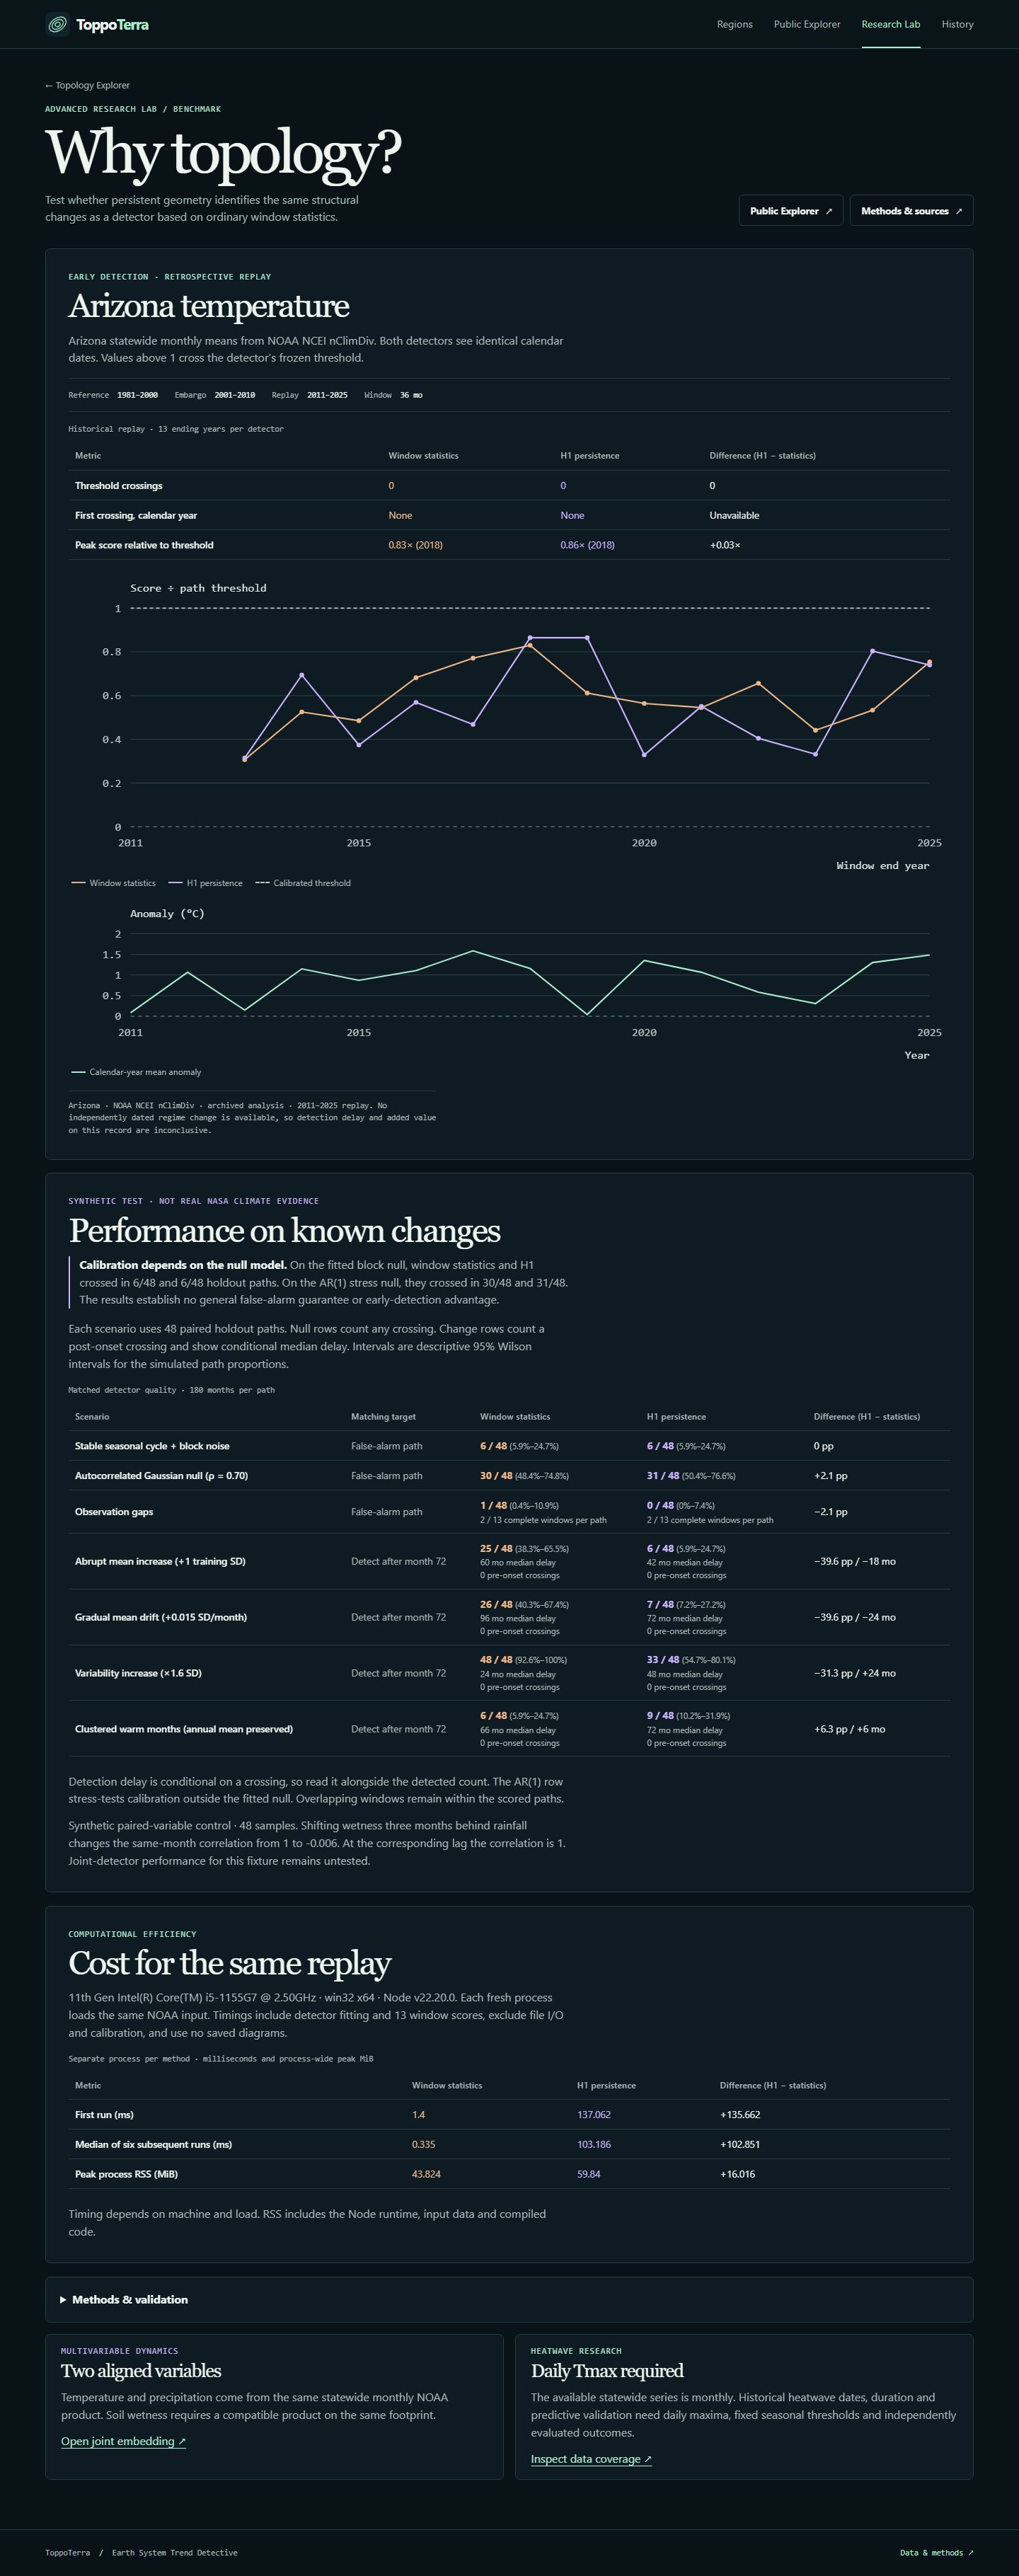 ToppoTerra
Regions Public Explorer Research Lab History
← Topology Explorer
ADVANCED RESEARCH LAB / BENCHMARK
Why topology?
Test whether persistent geometry identifies the same structural
changes as a detector based on ordinary window statistics.
Public Explorer ↗ Methods & sources ↗
EARLY DETECTION · RETROSPECTIVE REPLAY
Arizona temperature
Arizona statewide monthly means from NOAA NCEI nClimDiv. Both detectors see identical calendar
dates. Values above 1 cross the detector's frozen threshold.
Reference 1981–2000 Embargo 2001–2010 Replay 2011–2025 Window 36 mo
Historical replay · 13 ending years per detector
Metric Window statistics H1 persistence Difference (H1 − statistics)
Threshold crossings 0 0 0
First crossing, calendar year None None Unavailable
Peak score relative to threshold 0.83× (2018) 0.86× (2018) +0.03×
Score ÷ path threshold
1
0.8
0.6
0.4
0.2
0
2011 2015 2020 2025
Window end year
Window statistics H1 persistence Calibrated threshold
Anomaly (°C)
2
1.5
1
0.5
0
2011 2015 2020 2025
Year
Calendar-year mean anomaly
Arizona · NOAA NCEI nClimDiv · archived analysis · 2011–2025 replay. No
independently dated regime change is available, so detection delay and added value
on this record are inconclusive.
SYNTHETIC TEST · NOT REAL NASA CLIMATE EVIDENCE
Performance on known changes
Calibration depends on the null model. On the fitted block null, window statistics and H1
crossed in 6/48 and 6/48 holdout paths. On the AR(1) stress null, they crossed in 30/48 and 31/48.
The results establish no general false-alarm guarantee or early-detection advantage.
Each scenario uses 48 paired holdout paths. Null rows count any crossing. Change rows count a
post-onset crossing and show conditional median delay. Intervals are descriptive 95% Wilson
intervals for the simulated path proportions.
Matched detector quality · 180 months per path
Scenario Matching target Window statistics H1 persistence Difference (H1 − statistics)
Stable seasonal cycle + block noise False-alarm path 6 / 48 (5.9%–24.7%) 6 / 48 (5.9%–24.7%) 0 pp
Autocorrelated Gaussian null (ρ = 0.70) False-alarm path 30 / 48 (48.4%–74.8%) 31 / 48 (50.4%–76.6%) +2.1 pp
Observation gaps False-alarm path 1 / 48 (0.4%–10.9%) 0 / 48 (0%–7.4%) −2.1 pp
2 / 13 complete windows per path 2 / 13 complete windows per path
Abrupt mean increase (+1 training SD) Detect after month 72 25 / 48 (38.3%–65.5%) 6 / 48 (5.9%–24.7%) −39.6 pp / −18 mo
60 mo median delay 42 mo median delay
0 pre-onset crossings 0 pre-onset crossings
Gradual mean drift (+0.015 SD/month) Detect after month 72 26 / 48 (40.3%–67.4%) 7 / 48 (7.2%–27.2%) −39.6 pp / −24 mo
96 mo median delay 72 mo median delay
0 pre-onset crossings 0 pre-onset crossings
Variability increase (×1.6 SD) Detect after month 72 48 / 48 (92.6%–100%) 33 / 48 (54.7%–80.1%) −31.3 pp / +24 mo
24 mo median delay 48 mo median delay
0 pre-onset crossings 0 pre-onset crossings
Clustered warm months (annual mean preserved) Detect after month 72 6 / 48 (5.9%–24.7%) 9 / 48 (10.2%–31.9%) +6.3 pp / +6 mo
66 mo median delay 72 mo median delay
0 pre-onset crossings 0 pre-onset crossings
Detection delay is conditional on a crossing, so read it alongside the detected count. The AR(1) row
stress-tests calibration outside the fitted null. Overlapping windows remain within the scored paths.
Synthetic paired-variable control · 48 samples. Shifting wetness three months behind rainfall
changes the same-month correlation from 1 to -0.006. At the corresponding lag the correlation is 1.
Joint-detector performance for this fixture remains untested.
COMPUTATIONAL EFFICIENCY
Cost for the same replay
11th Gen Intel(R) Core(TM) i5-1155G7 @ 2.50GHz · win32 x64 · Node v22.20.0. Each fresh process
loads the same NOAA input. Timings include detector fitting and 13 window scores, exclude file I/O
and calibration, and use no saved diagrams.
Separate process per method · milliseconds and process-wide peak MiB
Metric Window statistics H1 persistence Difference (H1 − statistics)
First run (ms) 1.4 137.062 +135.662
Median of six subsequent runs (ms) 0.335 103.186 +102.851
Peak process RSS (MiB) 43.824 59.84 +16.016
Timing depends on machine and load. RSS includes the Node runtime, input data and compiled
code.
▶ Methods & validation
MULTIVARIABLE DYNAMICS
Two aligned variables
Temperature and precipitation come from the same statewide monthly NOAA
product. Soil wetness requires a compatible product on the same footprint.
Open joint embedding ↗
HEATWAVE RESEARCH
Daily Tmax required
The available statewide series is monthly. Historical heatwave dates, duration and
predictive validation need daily maxima, fixed seasonal thresholds and independently
evaluated outcomes.
Inspect data coverage ↗
ToppoTerra / Earth System Trend Detective
Data & methods ↗